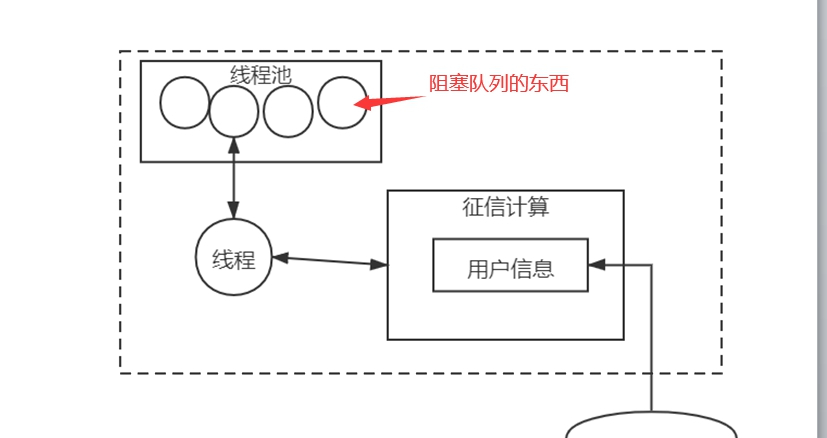 线程池
阻塞队列的东西
征信计算
线程
用户信息